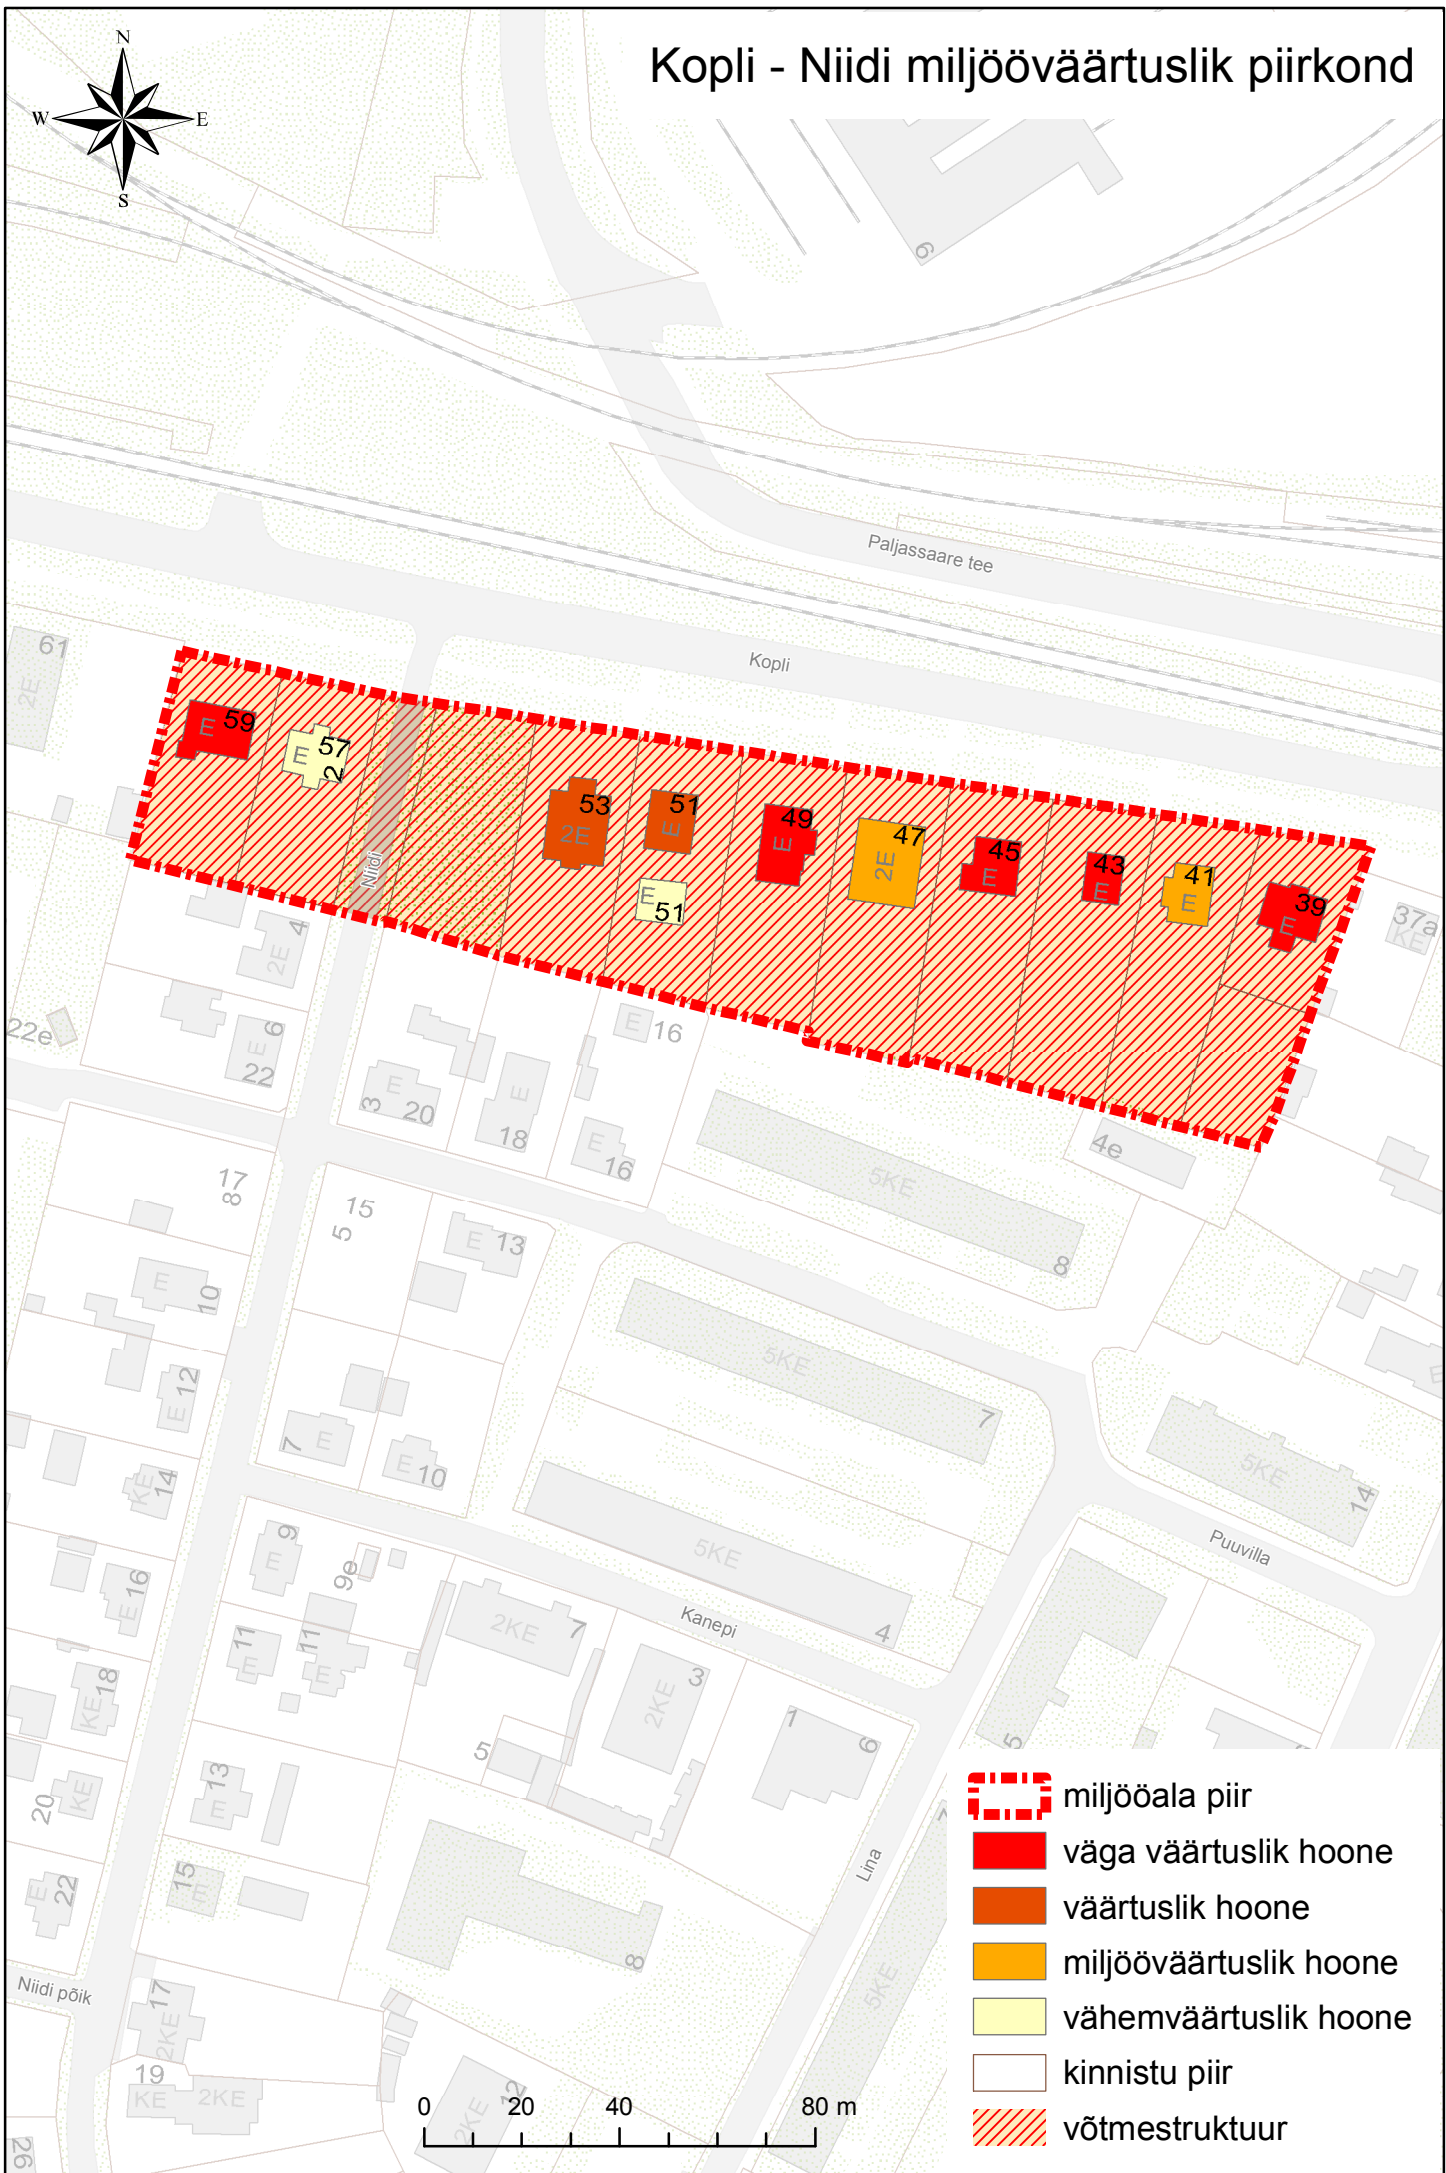 Kopli - Niidi miljööväärtuslik piirkond
N
W E
S
6
Paljassaare tee
Kopli
61
2E
E 59
E 57
2
Niidi
53
2E
51
E
E
51
49
E
47
2E
45
E
43
E
41
E
39
E
37a
KE
4
2E
22e
6
E
22
E
3 20
E
18
E 16
E
16
5KE
8
4e
17
8
15
5
E 13
E
10
5KE
7
E 12
7 E
E 10
KE
14
5KE
14
Puuvilla
9
E
9e
5KE
4
E 16
Kanepi
2KE 7
11
E
11
E
3
2KE
KE
18
1
6
5
5
20
KE
13
E
Lina
15
E
E
22
8
5KE
Niidi põik
17
2KE
19
KE 2KE
12
2KE
26
0 20 40 80 m
miljööala piir
väga väärtuslik hoone
väärtuslik hoone
miljööväärtuslik hoone
vähemväärtuslik hoone
kinnistu piir
võtmestruktuur